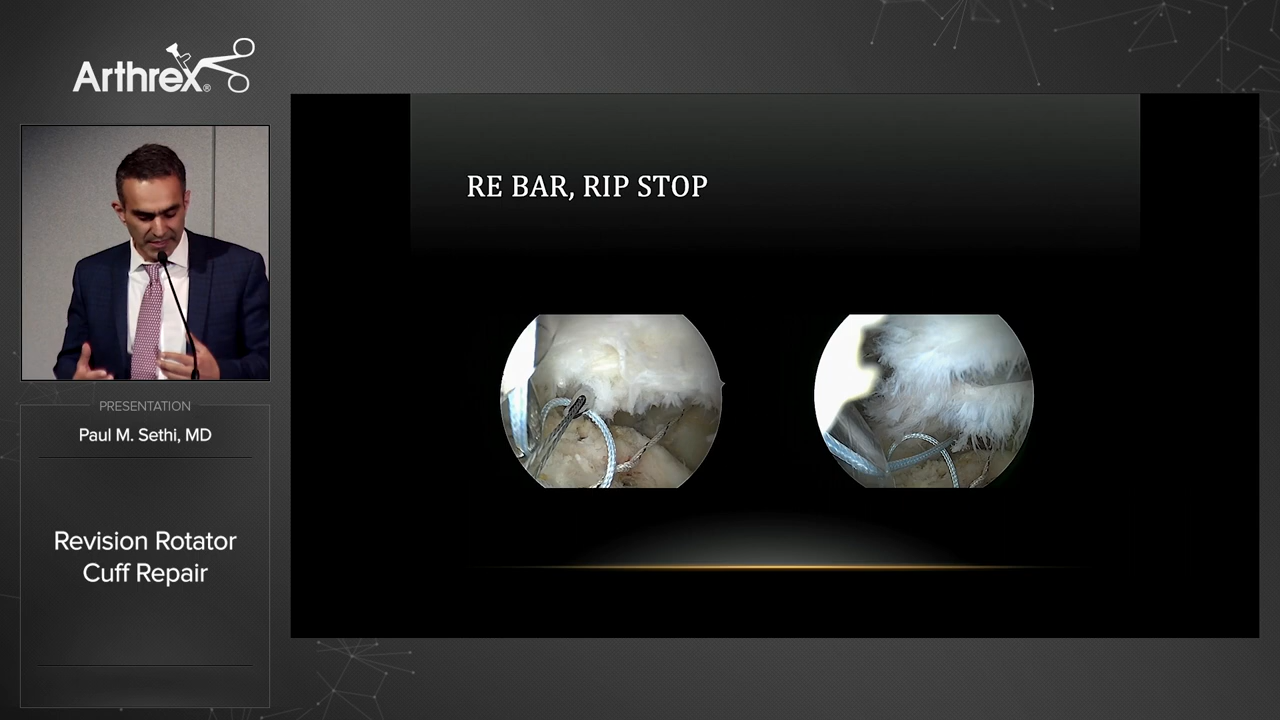 Arthrex®
RE BAR, RIP STOP
PRESENTATION
Paul M. Sethi, MD
Revision Rotator
Cuff Repair